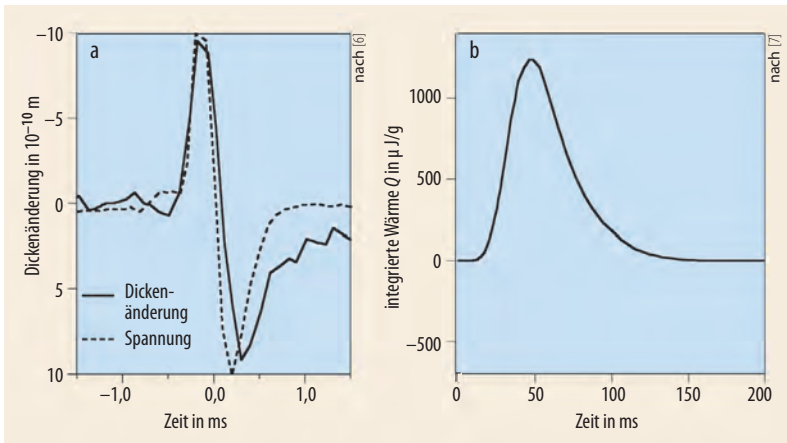 a
nach [6]
Dickenänderung in 10⁻¹⁰ m
−10
−5
0
5
10
Dicken-
änderung
Spannung
−1,0
0,0
1,0
Zeit in ms
b
nach [7]
integrierte Wärme Q in μ J/g
1000
500
0
−500
0
50
100
150
200
Zeit in ms